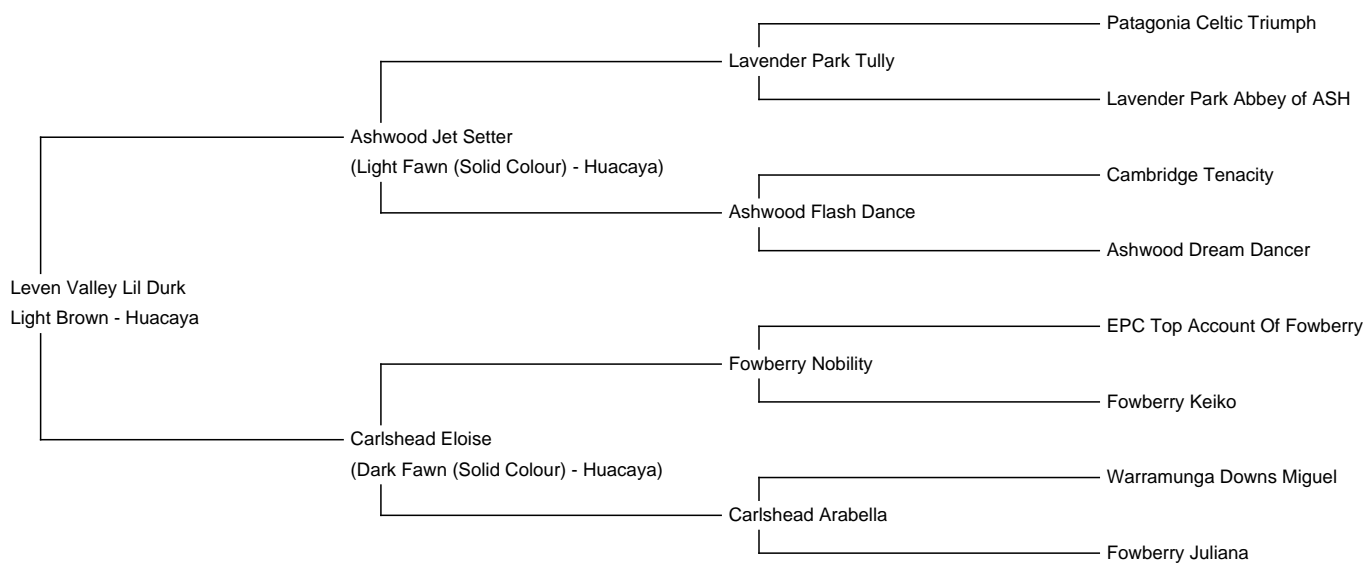 Patagonia Celtic Triumph
Lavender Park Tully
Lavender Park Abbey of ASH
Ashwood Jet Setter
(Light Fawn (Solid Colour) - Huacaya)
Cambridge Tenacity
Ashwood Flash Dance
Ashwood Dream Dancer
Leven Valley Lil Durk
Light Brown - Huacaya
EPC Top Account Of Fowberry
Fowberry Nobility
Fowberry Keiko
Carlshead Eloise
(Dark Fawn (Solid Colour) - Huacaya)
Warramunga Downs Miguel
Carlshead Arabella
Fowberry Juliana